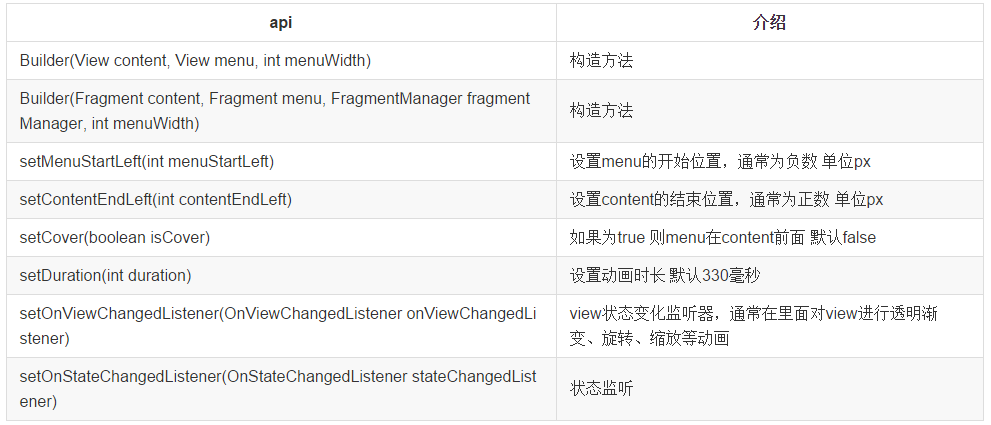 api
介绍
Builder(View content, View menu, int menuWidth)
构造方法
Builder(Fragment content, Fragment menu, FragmentManager fragment
Manager, int menuWidth)
构造方法
setMenuStartLeft(int menuStartLeft)
设置menu的开始位置，通常为负数 单位px
setContentEndLeft(int contentEndLeft)
设置content的结束位置，通常为正数 单位px
setCover(boolean isCover)
如果为true 则menu在content前面 默认false
setDuration(int duration)
设置动画时长 默认330毫秒
setOnViewChangedListener(OnViewChangedListener onViewChangedLi
stener)
view状态变化监听器，通常在里面对view进行透明渐
变、旋转、缩放等动画
setOnStateChangedListener(OnStateChangedListener stateChangedList
ener)
状态监听